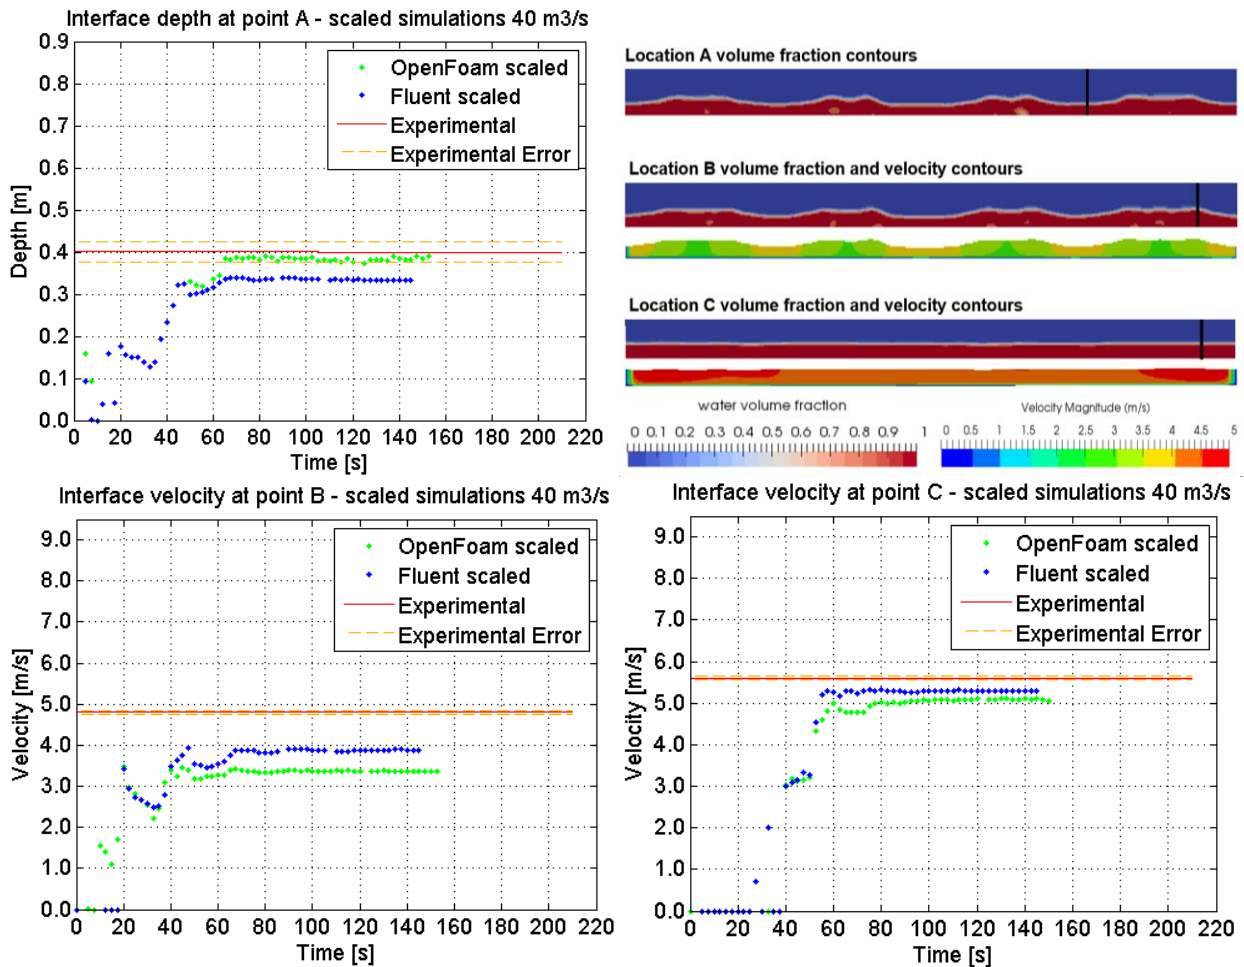 Interface depth at point A - scaled simulations 40 m3/s
0.9
0.8
0.7
0.6
0.5
0.4
0.3
0.2
0.1
0.0
Depth [m]
OpenFoam scaled
Fluent scaled
Experimental
Experimental Error
0 20 40 60 80 100 120 140 160 180 200 220
Time [s]
Location A volume fraction contours
Location B volume fraction and velocity contours
Location C volume fraction and velocity contours
water volume fraction
0 0.1 0.2 0.3 0.4 0.5 0.6 0.7 0.8 0.9 1
Velocity Magnitude (m/s)
0 0.5 1 1.5 2 2.5 3 3.5 4 4.5 5
Interface velocity at point B - scaled simulations 40 m3/s
9.0
8.0
7.0
6.0
5.0
4.0
3.0
2.0
1.0
0.0
Velocity [m/s]
OpenFoam scaled
Fluent scaled
Experimental
Experimental Error
0 20 40 60 80 100 120 140 160 180 200 220
Time [s]
Interface velocity at point C - scaled simulations 40 m3/s
9.0
8.0
7.0
6.0
5.0
4.0
3.0
2.0
1.0
0.0
Velocity [m/s]
OpenFoam scaled
Fluent scaled
Experimental
Experimental Error
0 20 40 60 80 100 120 140 160 180 200 220
Time [s]